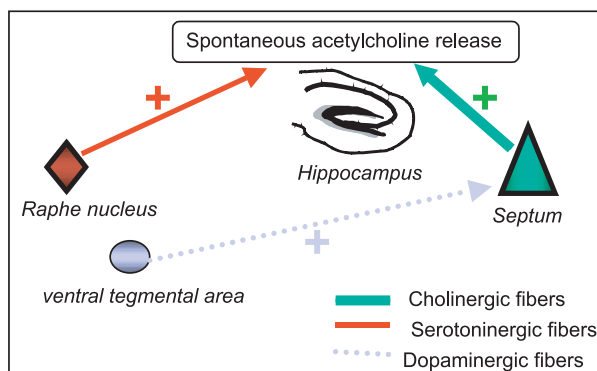 Spontaneous acetylcholine release
+
+
Hippocampus
Raphe nucleus
Septum
+
ventral tegmental area
Cholinergic fibers
Serotoninergic fibers
Dopaminergic fibers